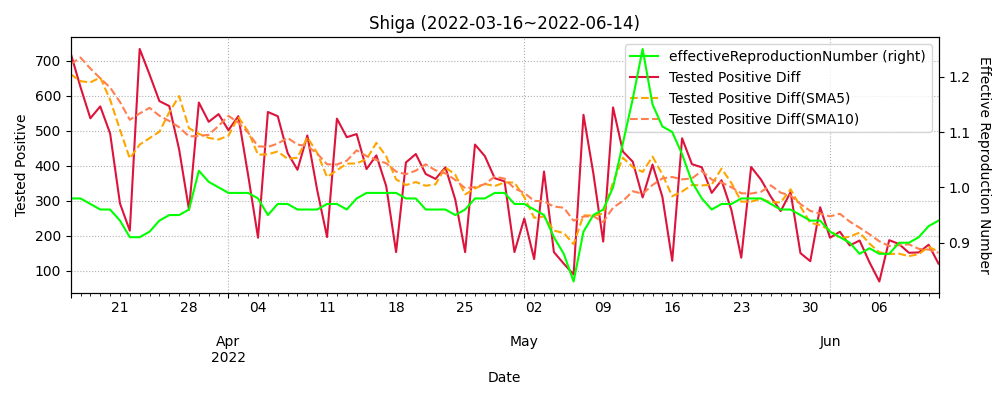 Shiga (2022-03-16~2022-06-14)
effectiveReproductionNumber (right)
Tested Positive Diff
Tested Positive Diff(SMA5)
Tested Positive Diff(SMA10)
Tested Positive
700
600
500
400
300
200
100
1.2
1.1
1.0
0.9
Effective Reproduction Number
21 28 04 11 18 25 02 09 16 23 30 06
Apr May Jun
2022
Date